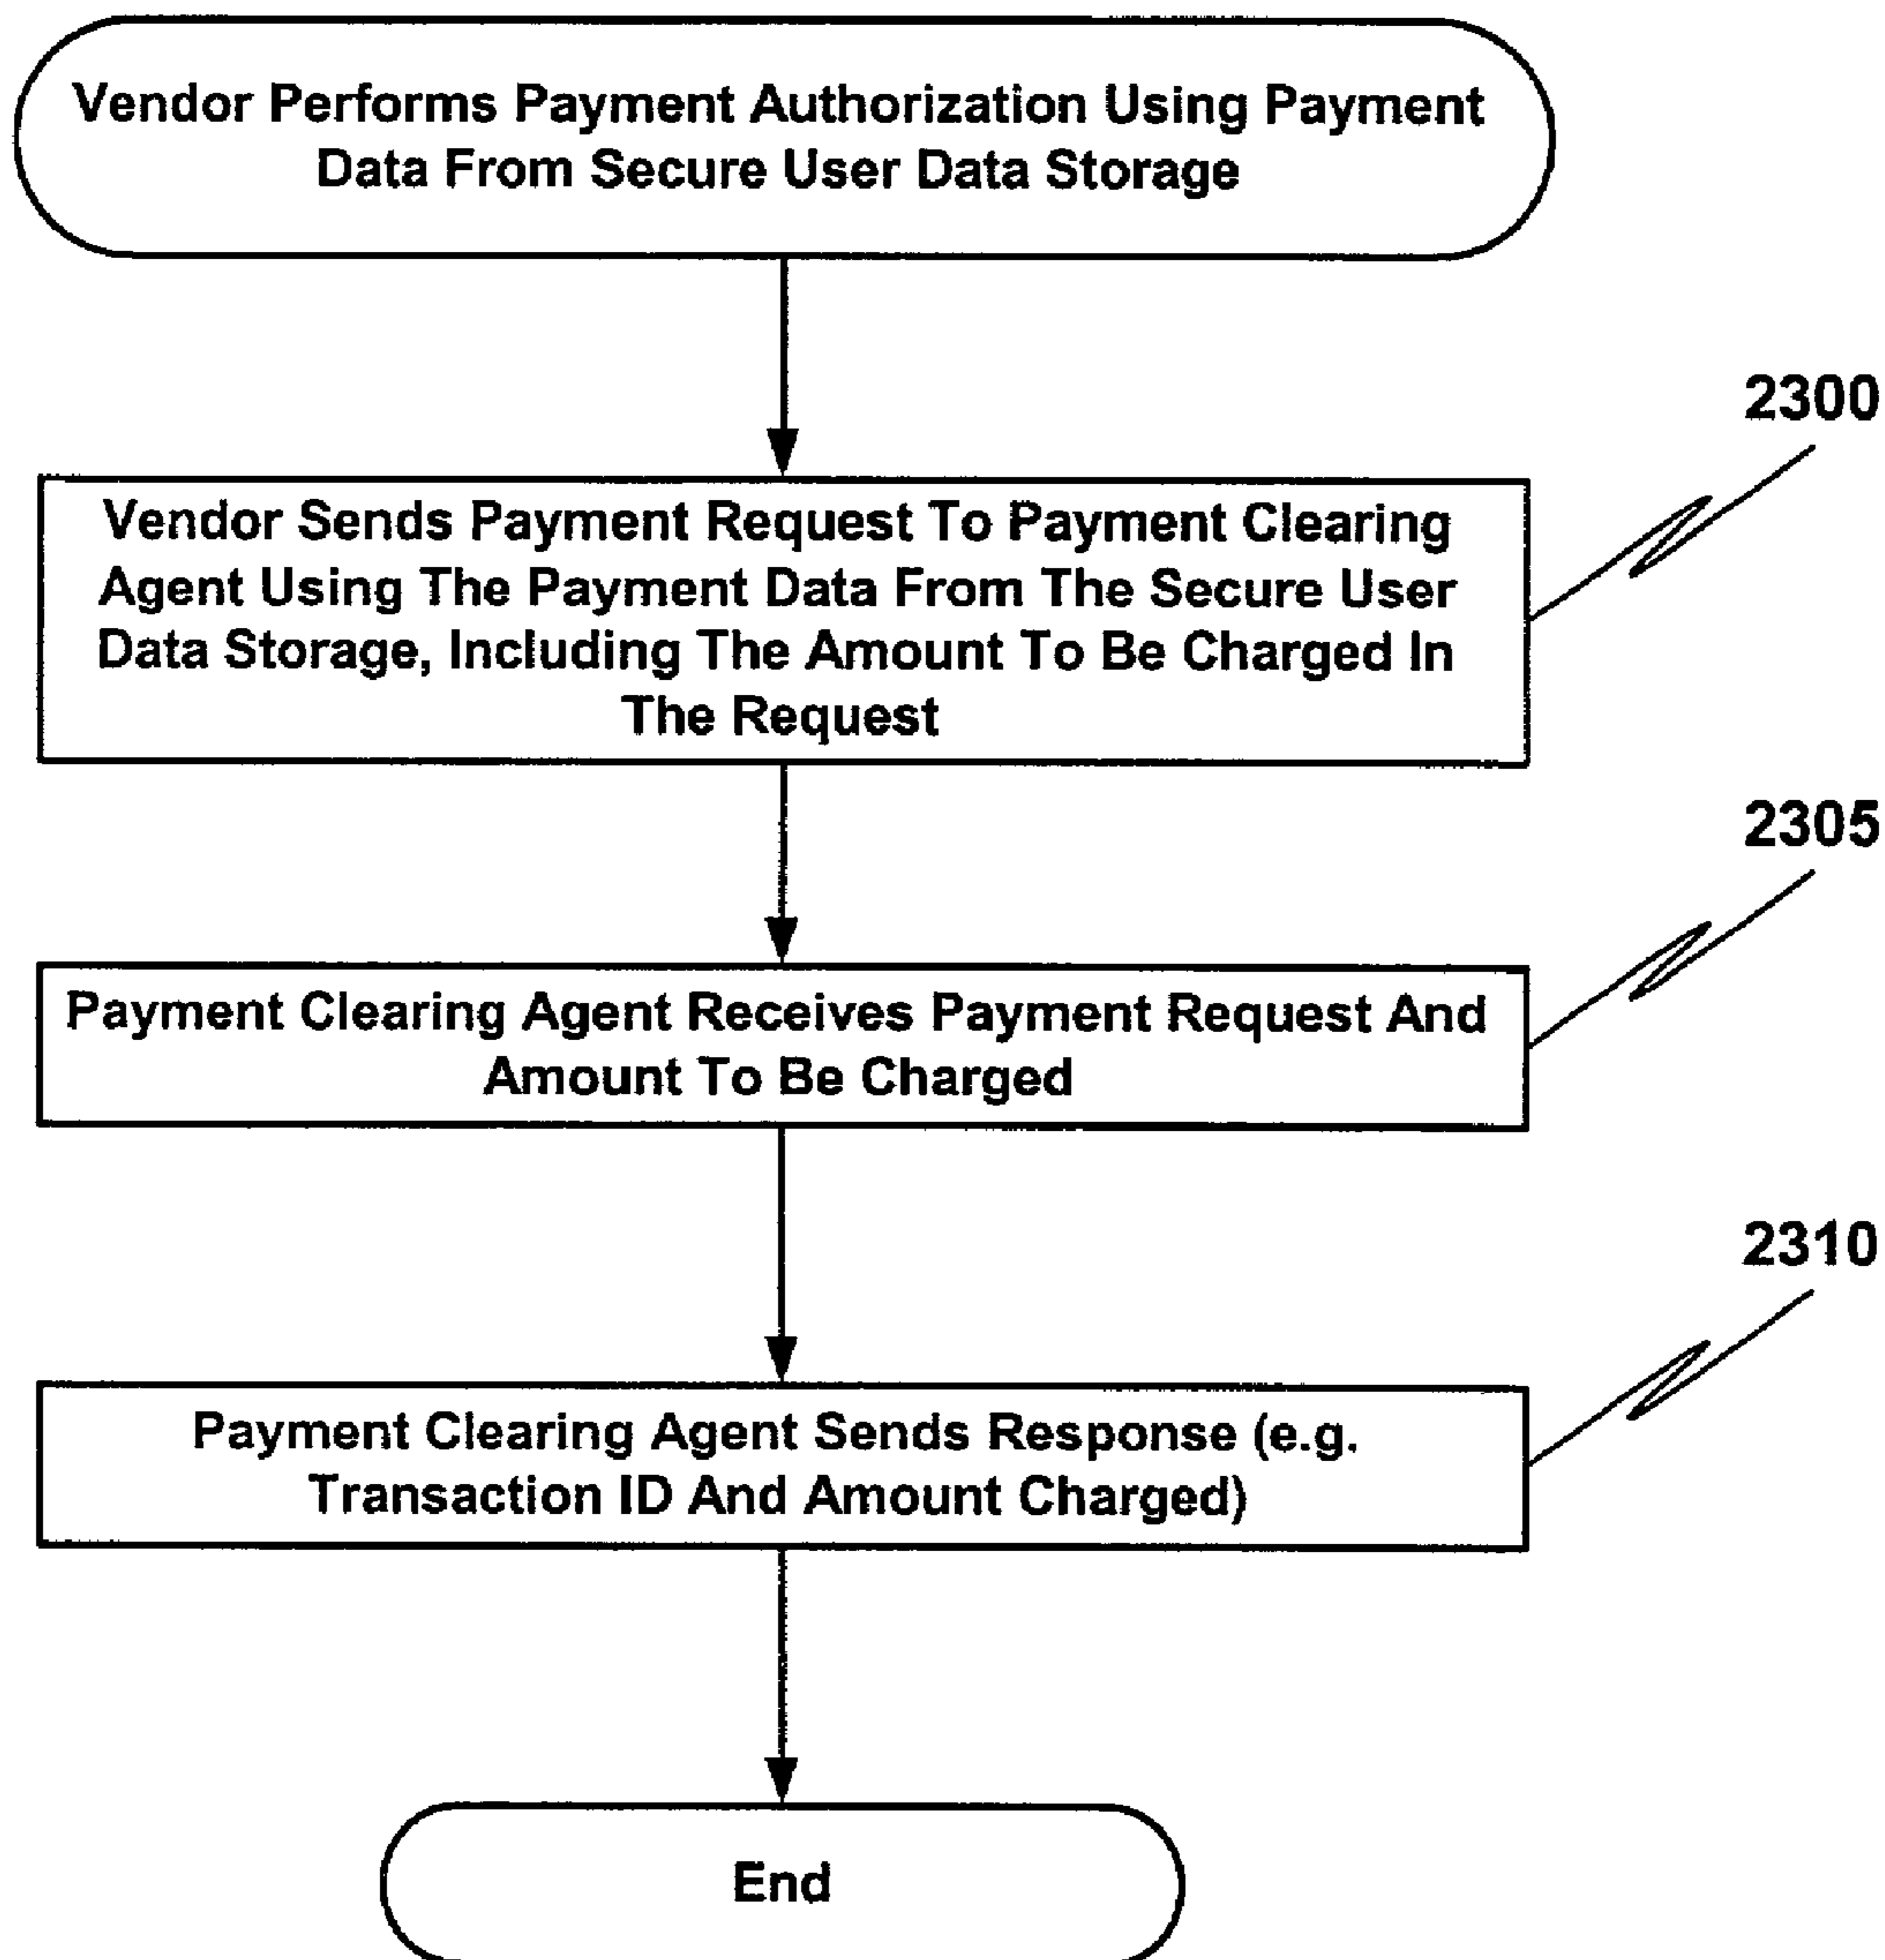 Vendor Performs Payment Authorization Using Payment
Data From Secure User Data Storage
2300
Vendor Sends Payment Request To Payment Clearing
Agent Using The Payment Data From The Secure User
Data Storage, Including The Amount To Be Charged In
The Request
2305
Payment Clearing Agent Receives Payment Request And
Amount To Be Charged
2310
Payment Clearing Agent Sends Response (e.g.
Transaction ID And Amount Charged)
End